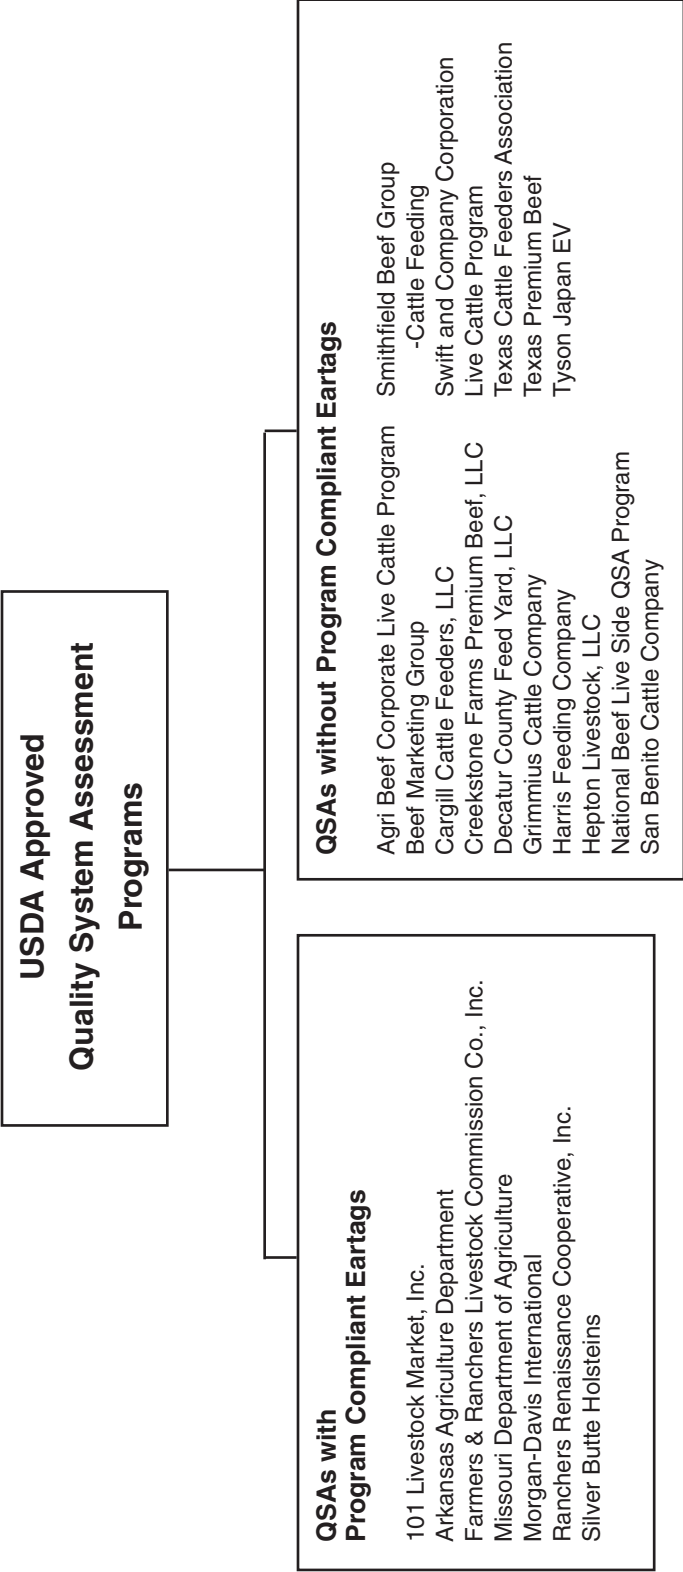 USDA Approved
Quality System Assessment
Programs
QSAs with
Program Compliant Eartags
101 Livestock Market, Inc.
Arkansas Agriculture Department
Farmers & Ranchers Livestock Commission Co., Inc.
Missouri Department of Agriculture
Morgan-Davis International
Ranchers Renaissance Cooperative, Inc.
Silver Butte Holsteins
QSAs without Program Compliant Eartags
Agri Beef Corporate Live Cattle Program
Beef Marketing Group
Cargill Cattle Feeders, LLC
Creekstone Farms Premium Beef, LLC
Decatur County Feed Yard, LLC
Grimmius Cattle Company
Harris Feeding Company
Hepton Livestock, LLC
National Beef Live Side QSA Program
San Benito Cattle Company
Smithfield Beef Group
-Cattle Feeding
Swift and Company Corporation
Live Cattle Program
Texas Cattle Feeders Association
Texas Premium Beef
Tyson Japan EV